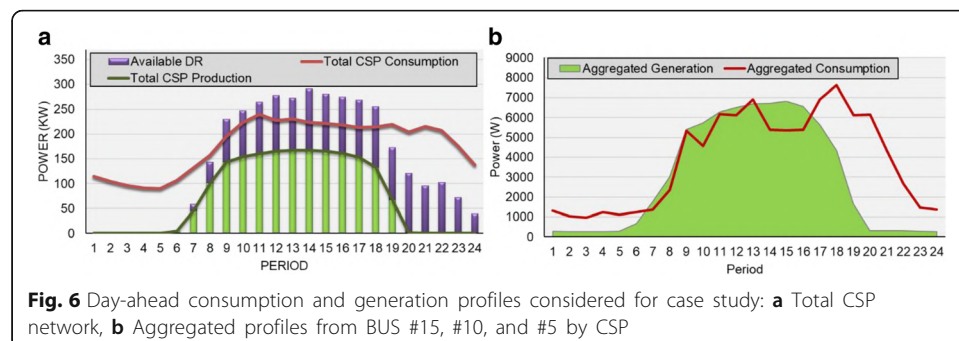 a
350
300
250
200
150
100
50
0
POWER (KW)
Available DR
Total CSP Consumption
Total CSP Production
1 2 3 4 5 6 7 8 9 10 11 12 13 14 15 16 17 18 19 20 21 22 23 24
PERIOD
b
9000
8000
7000
6000
5000
4000
3000
2000
1000
0
Power (W)
Aggregated Generation
Aggregated Consumption
1 2 3 4 5 6 7 8 9 10 11 12 13 14 15 16 17 18 19 20 21 22 23 24
Period
Fig. 6 Day-ahead consumption and generation profiles considered for case study: a Total CSP
network, b Aggregated profiles from BUS #15, #10, and #5 by CSP